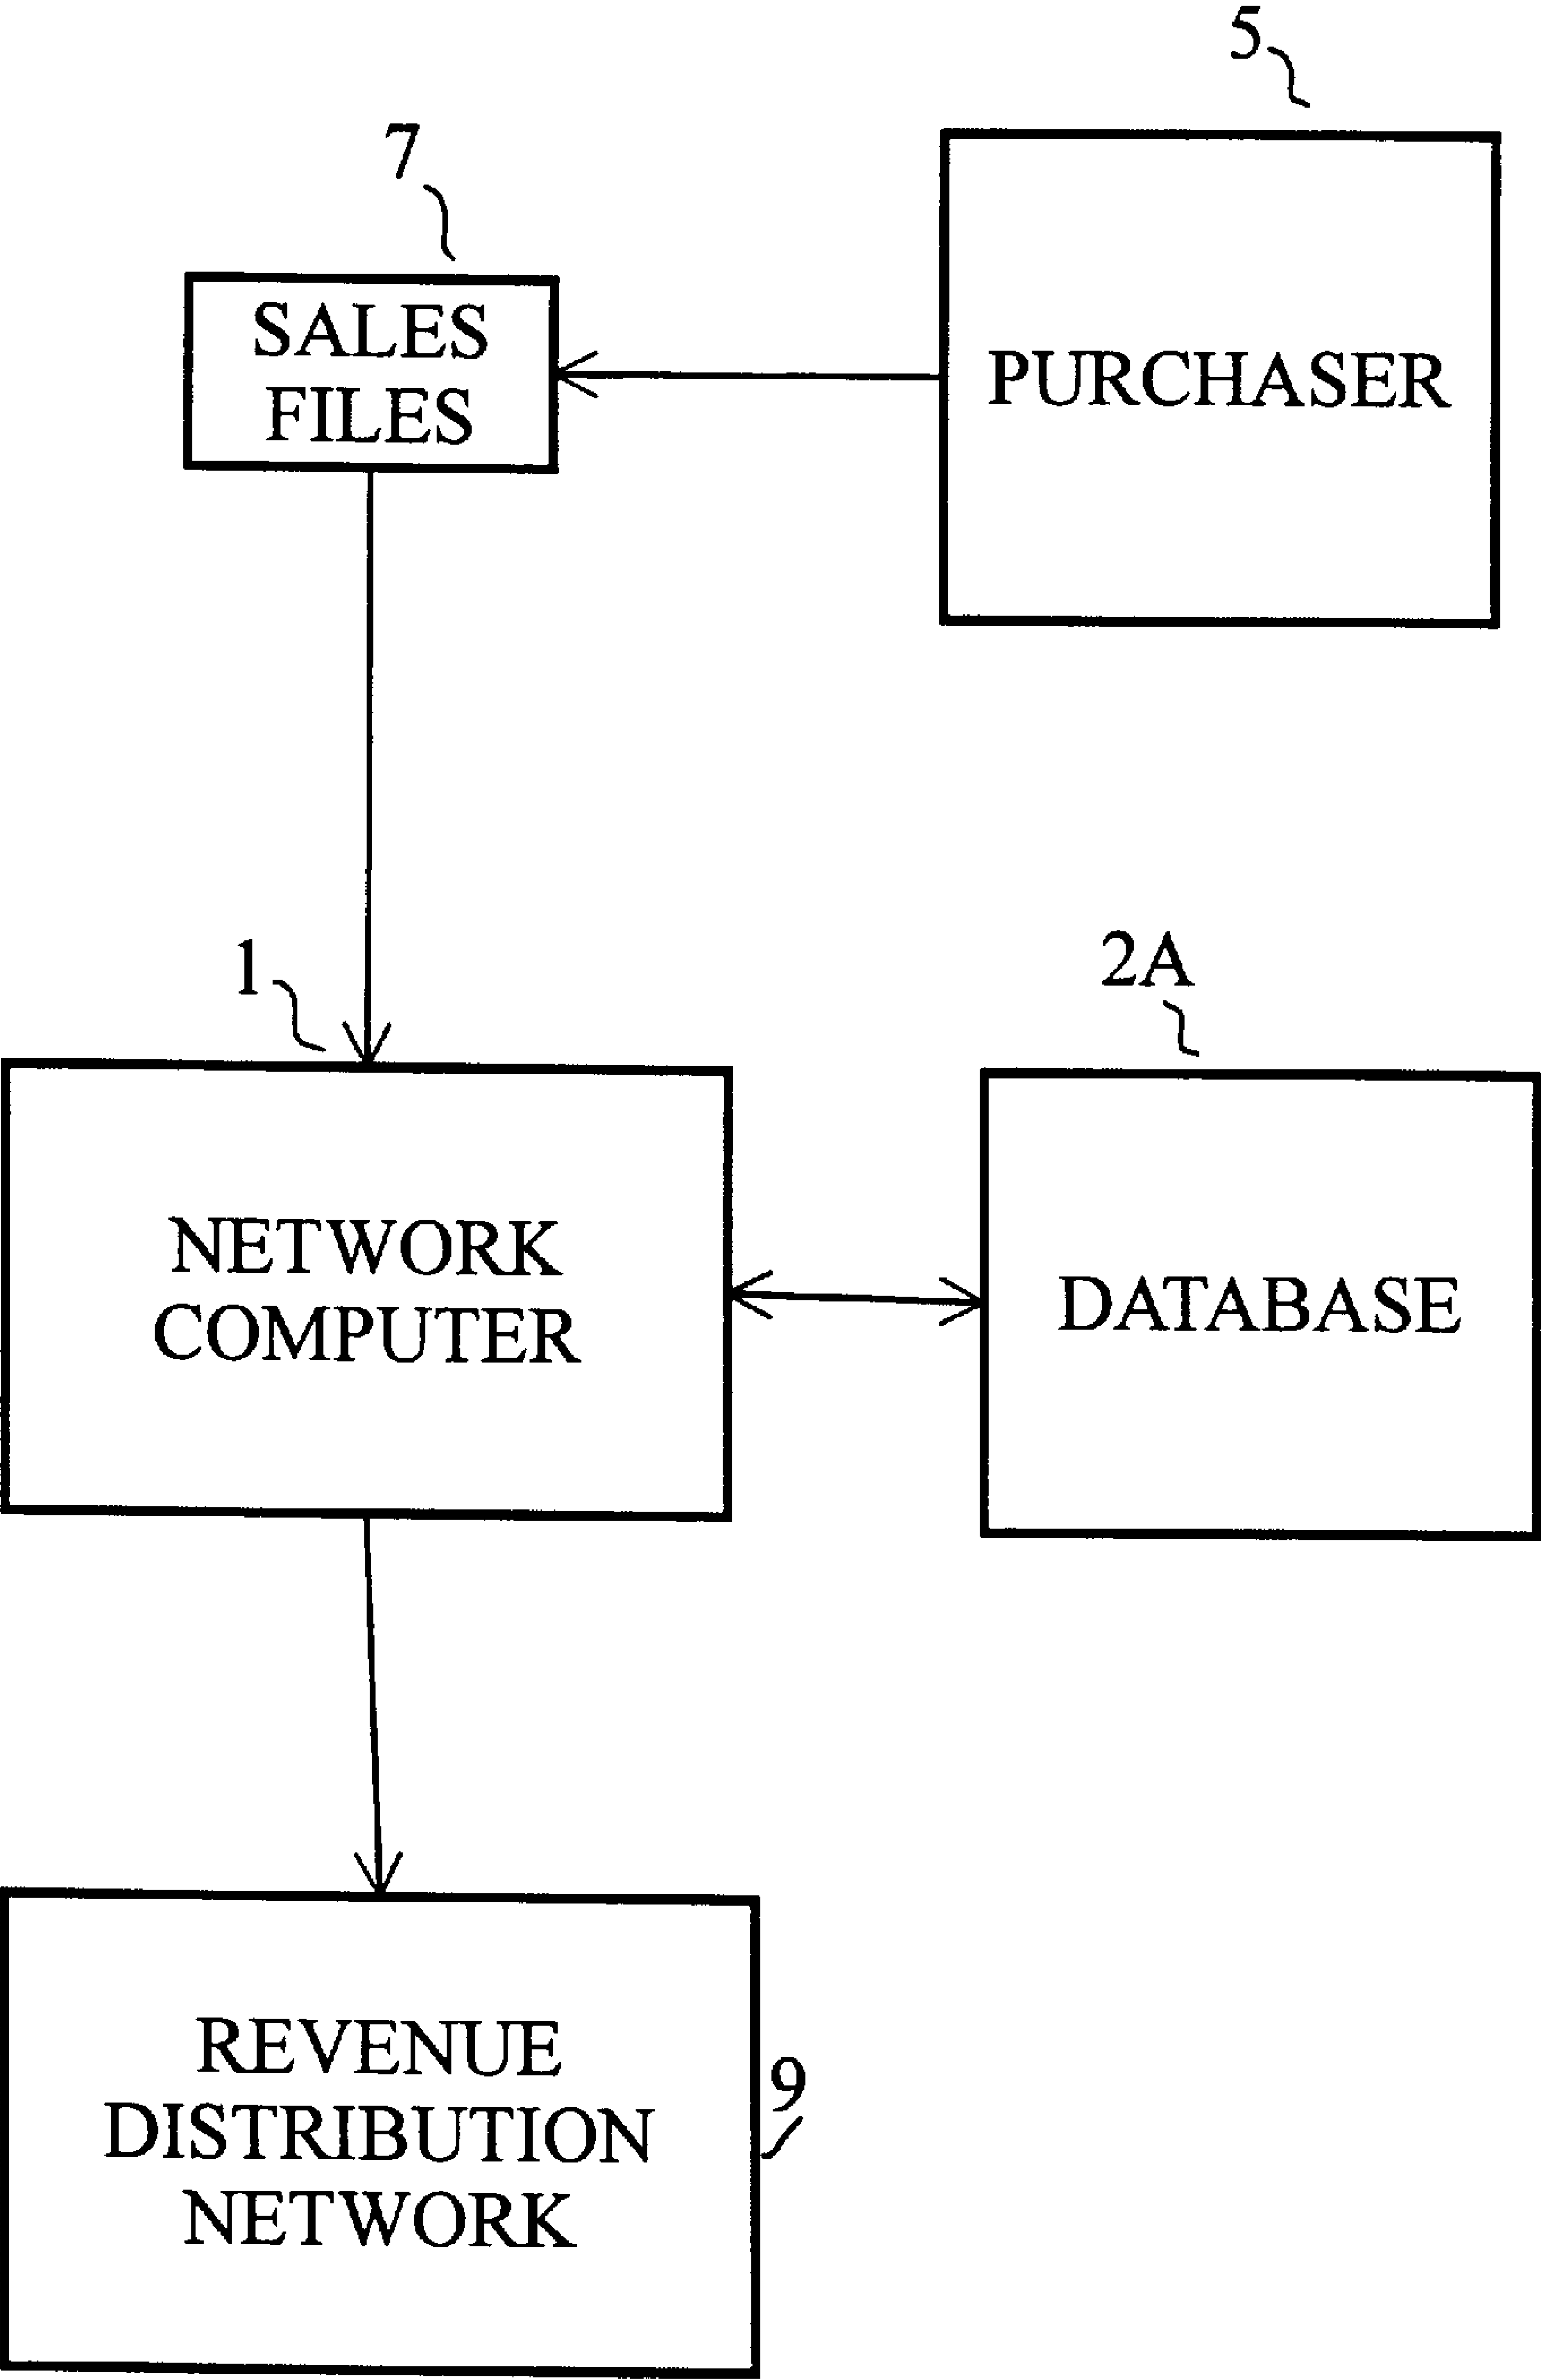 5
7
SALES
FILES
PURCHASER
1
2A
NETWORK
COMPUTER
DATABASE
REVENUE
DISTRIBUTION
NETWORK
9